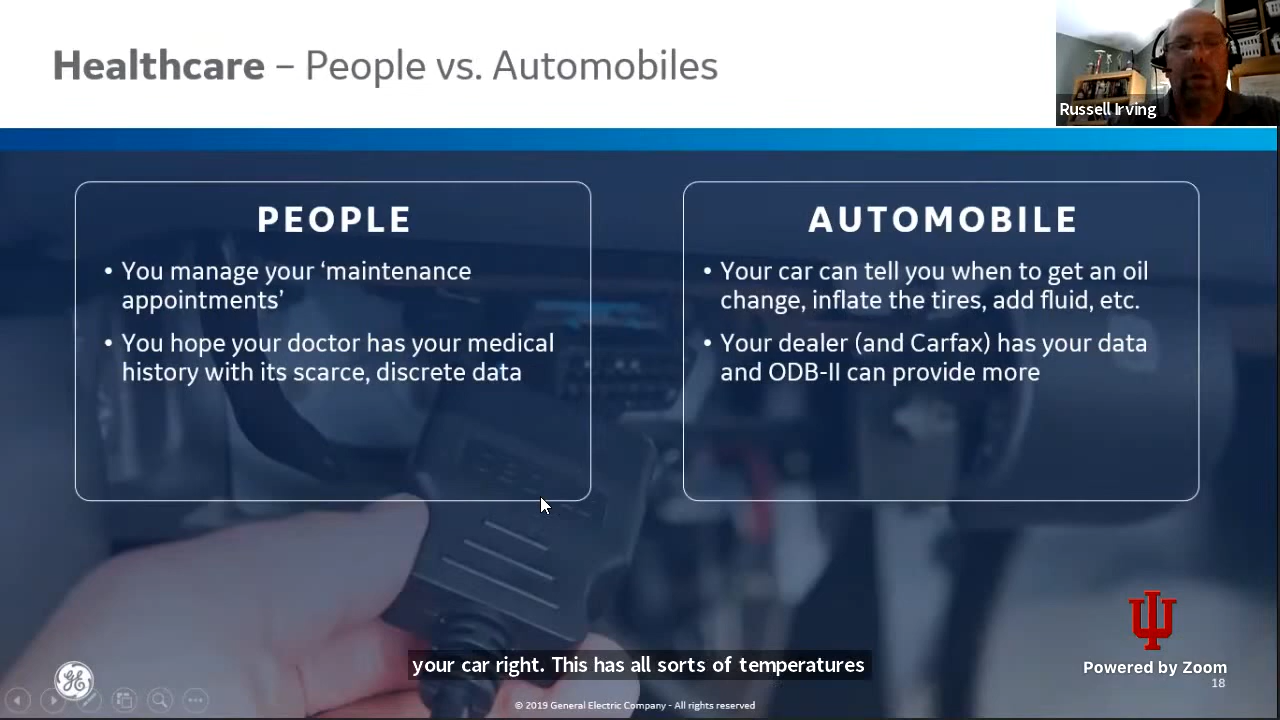 Healthcare – People vs. Automobiles
Russell Irving
PEOPLE
• You manage your ‘maintenance
appointments’
• You hope your doctor has your medical
history with its scarce, discrete data
AUTOMOBILE
• Your car can tell you when to get an oil
change, inflate the tires, add fluid, etc.
• Your dealer (and Carfax) has your data
and ODB-II can provide more
your car right. This has all sorts of temperatures
Powered by Zoom
18
© 2019 General Electric Company - All rights reserved